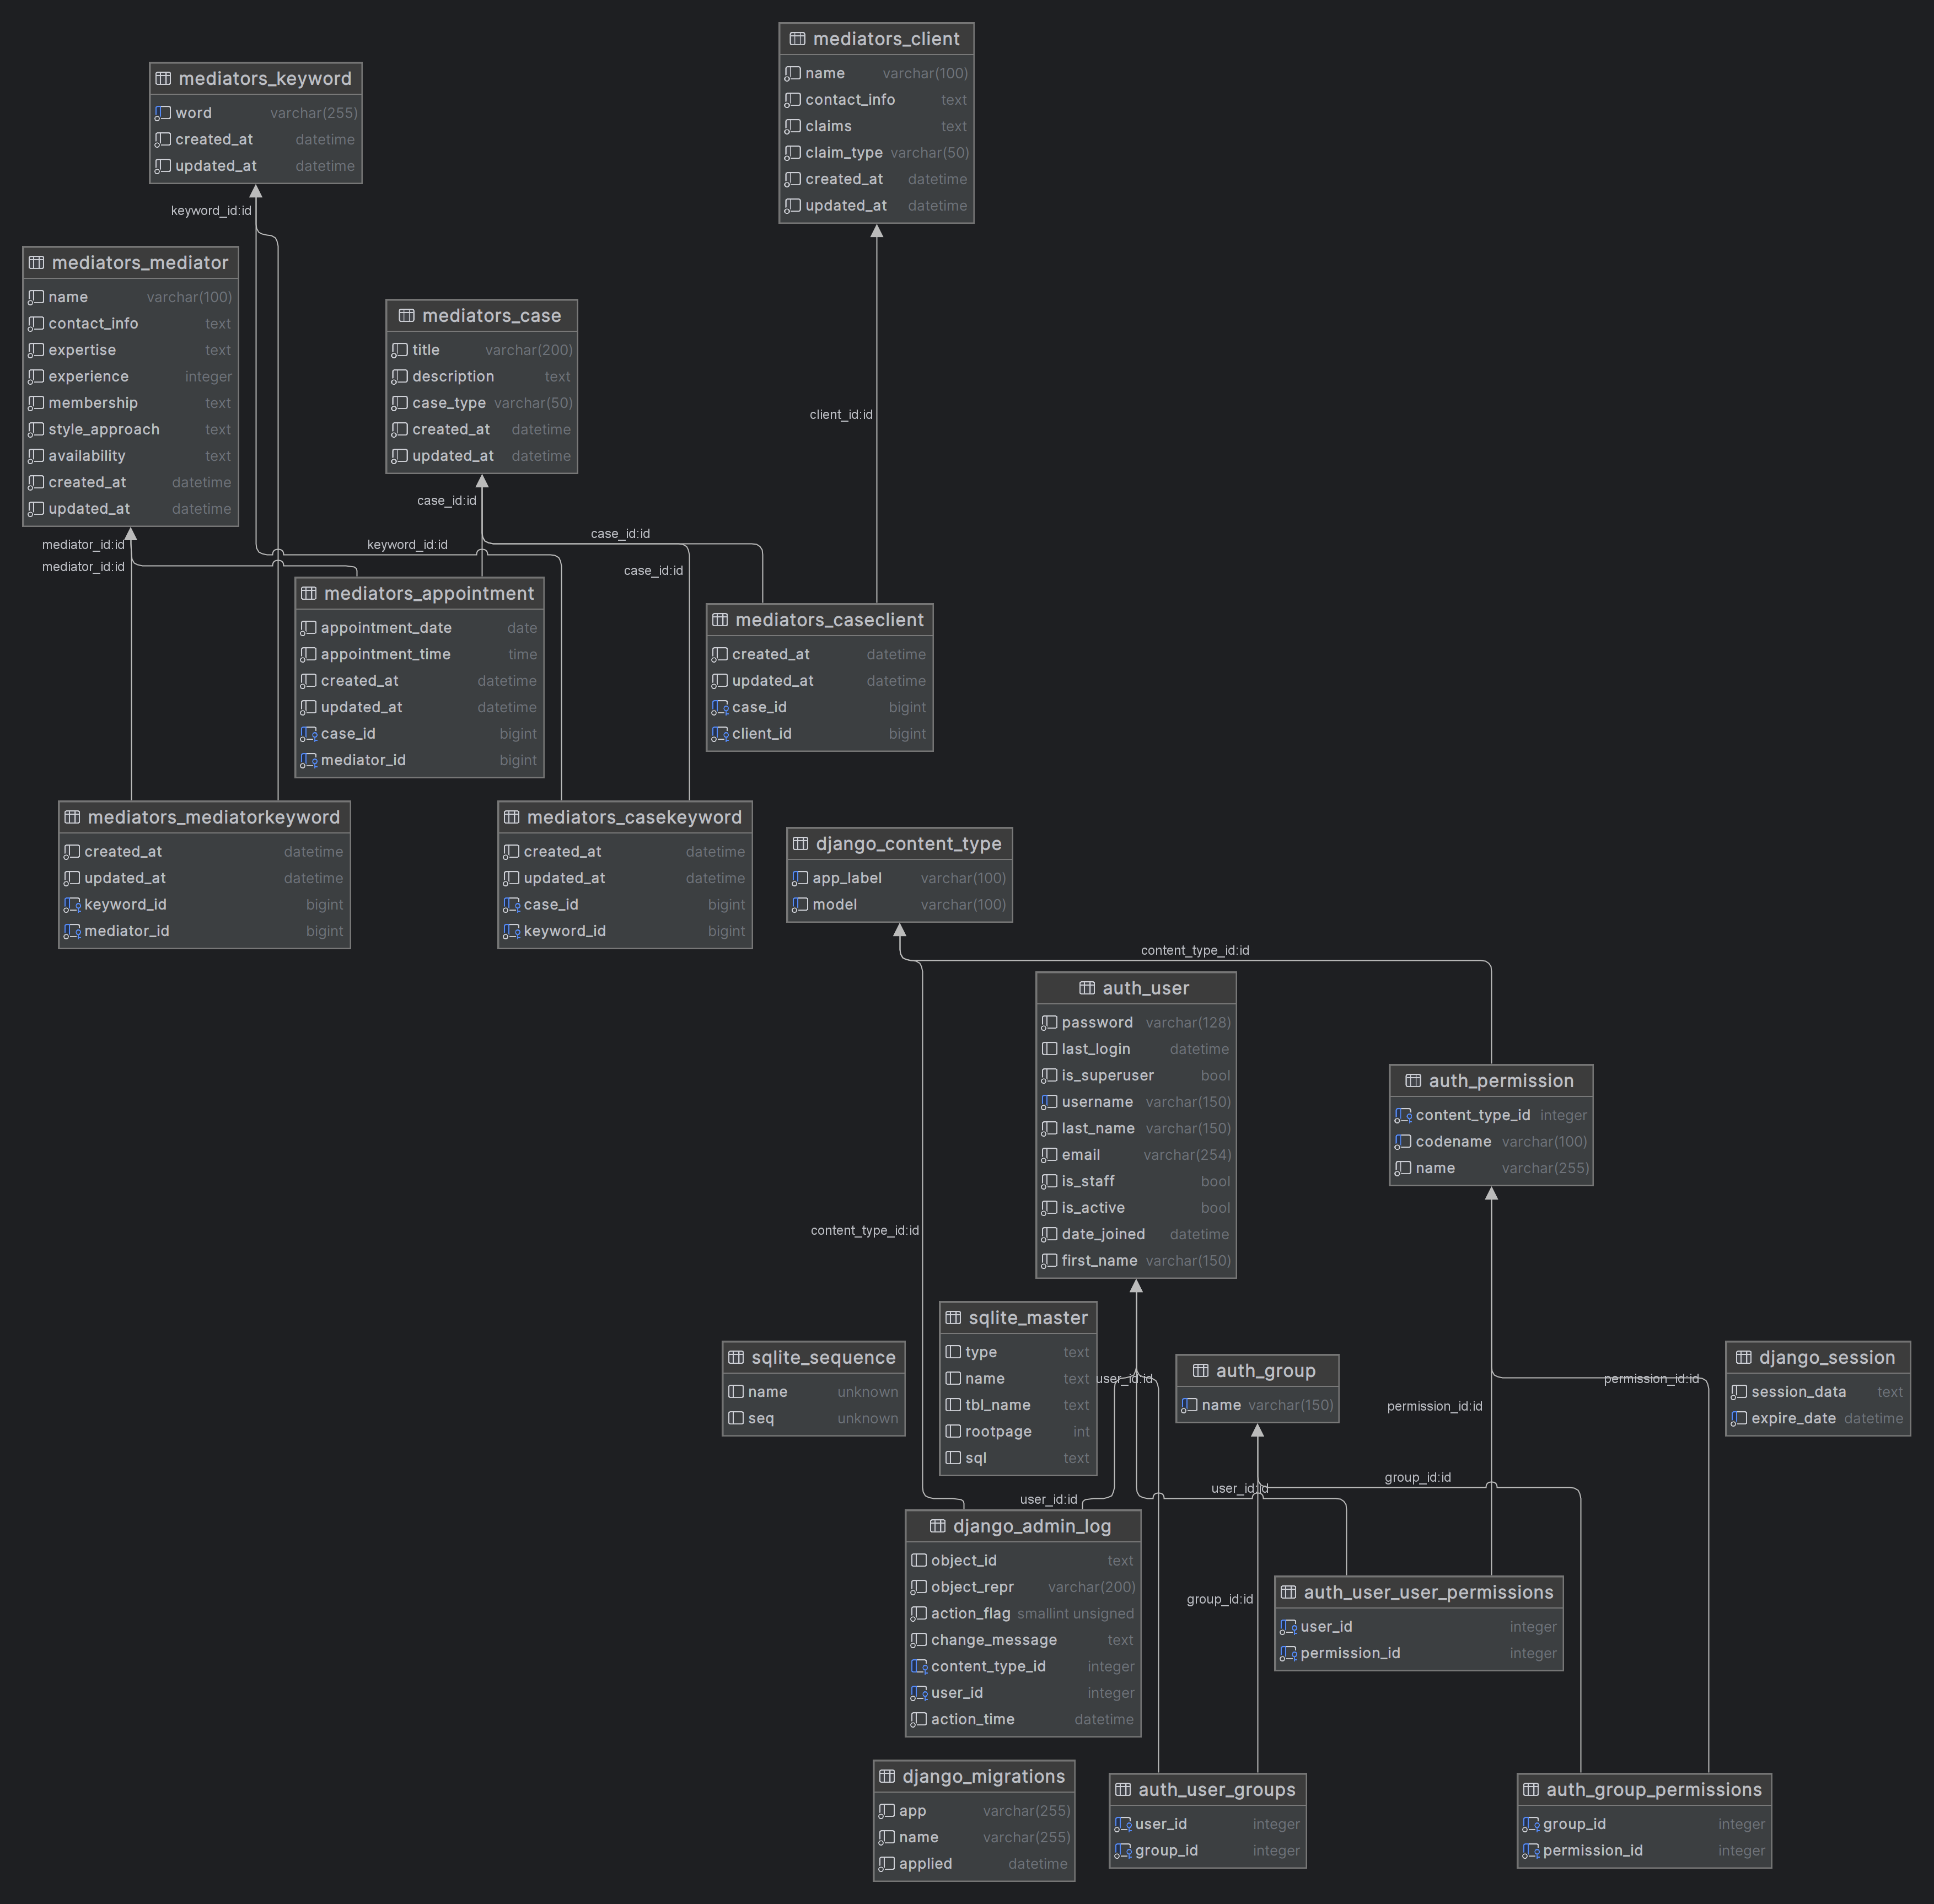 mediators_client
name varchar(100)
contact_info text
claims text
claim_type varchar(50)
created_at datetime
updated_at datetime
mediators_keyword
word varchar(255)
created_at datetime
updated_at datetime
keyword_id:id
mediators_mediator
name varchar(100)
contact_info text
expertise text
experience integer
membership text
style_approach text
availability text
created_at datetime
updated_at datetime
mediators_case
title varchar(200)
description text
case_type varchar(50)
created_at datetime
updated_at datetime
client_id:id
case_id:id
case_id:id
mediator_id:id
keyword_id:id
mediator_id:id
case_id:id
mediators_appointment
appointment_date date
appointment_time time
created_at datetime
updated_at datetime
case_id bigint
mediator_id bigint
mediators_caseclient
created_at datetime
updated_at datetime
case_id bigint
client_id bigint
mediators_mediatorkeyword
created_at datetime
updated_at datetime
keyword_id bigint
mediator_id bigint
mediators_casekeyword
created_at datetime
updated_at datetime
case_id bigint
keyword_id bigint
django_content_type
app_label varchar(100)
model varchar(100)
content_type_id:id
auth_user
password varchar(128)
last_login datetime
is_superuser bool
username varchar(150)
last_name varchar(150)
email varchar(254)
is_staff bool
is_active bool
date_joined datetime
first_name varchar(150)
auth_permission
content_type_id integer
codename varchar(100)
name varchar(255)
content_type_id:id
sqlite_master
type text
name text
tbl_name text
rootpage int
sql text
sqlite_sequence
name unknown
seq unknown
user_id:id
auth_group
name varchar(150)
permission_id:id
permission_id:id
django_session
session_data text
expire_date datetime
group_id:id
user_id:id
user_id:id
django_admin_log
object_id text
object_repr varchar(200)
action_flag smallint unsigned
change_message text
content_type_id integer
user_id integer
action_time datetime
group_id:id
auth_user_user_permissions
user_id integer
permission_id integer
django_migrations
app varchar(255)
name varchar(255)
applied datetime
auth_user_groups
user_id integer
group_id integer
auth_group_permissions
group_id integer
permission_id integer